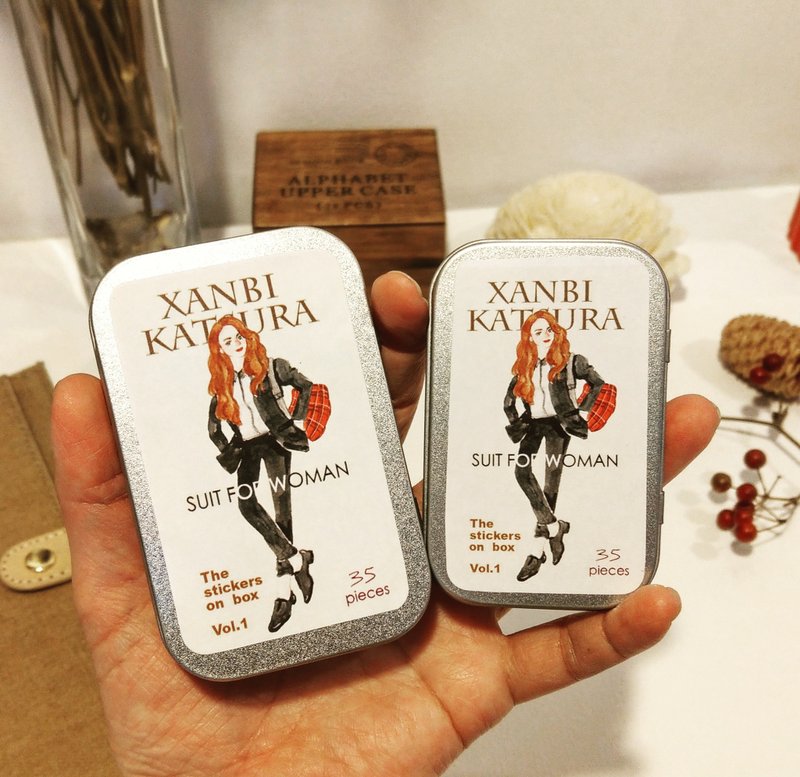 ALPHABET
UPPER CASE
XANBI
KATSURA
SUIT FOR WOMAN
The
stickers
on box
Vol.1
35
pieces
XANBI
KATSURA
SUIT FOR WOMAN
The
stickers
on box
Vol.1
35
pieces